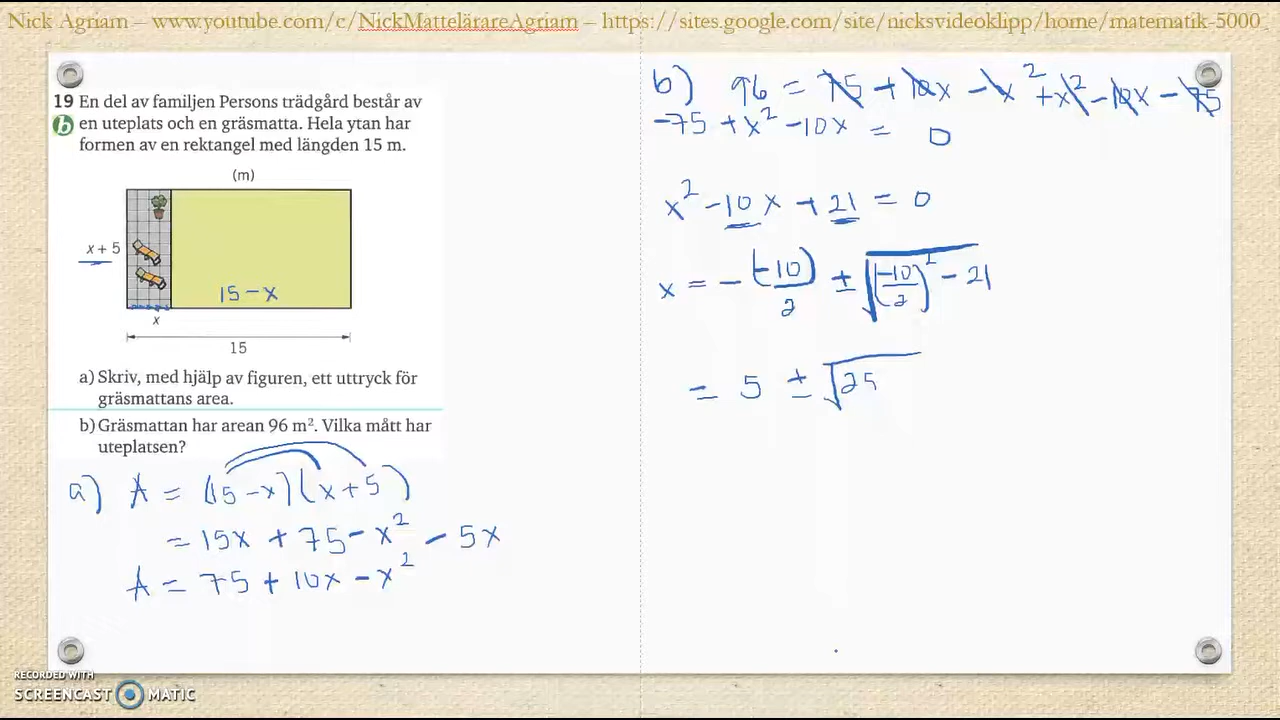 Nick Agriam – www.youtube.com/c/NickMattelärareAgriam – https://sites.google.com/site/nicksvideoklipp/home/matematik-5000_
19 En del av familjen Persons trädgård består av
b en uteplats och en gräsmatta. Hela ytan har
formen av en rektangel med längden 15 m.
(m)
x + 5
15 – x
x
15
a) Skriv, med hjälp av figuren, ett uttryck för
gräsmattans area.
b) Gräsmattan har arean 96 m². Vilka mått har
uteplatsen?
a) A = (15 – x)(x + 5)
= 15x + 75 – x² – 5x
A = 75 + 10x – x²
b) 96 = 75 + 10x – x² + x² – 10x – 75
–75 + x² – 10x = 0
x² – 10x + 21 = 0
x = – (–10)/2 ± √((–10/2)² – 21
= 5 ± √25
RECORDED WITH
SCREENCAST MATIC